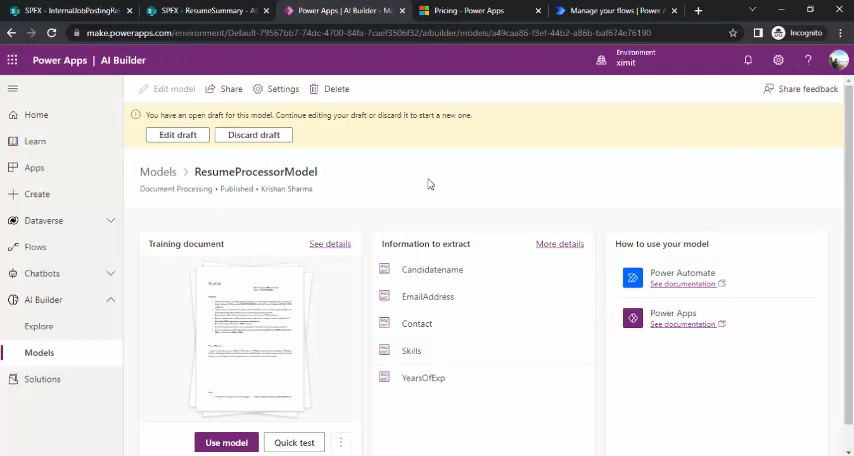 SPFX - InternalJobPostingRe
SPFX - ResumeSummary - Al
Power Apps | AI Builder - Mo
Pricing - Power Apps
Manage your flows | Power A
make.powerapps.com/environment/Default-79567bb7-74dc-4700-84fa-7caef3506f32/aibuilder/models/a49caa86-f3ef-44b2-a86b-baf674e76190
Incognito
Power Apps | AI Builder
Environment
ximit
Edit model
Share
Settings
Delete
Share feedback
You have an open draft for this model. Continue editing your draft or discard it to start a new one.
Edit draft
Discard draft
Home
Learn
Apps
Create
Dataverse
Flows
Chatbots
AI Builder
Explore
Models
Solutions
Models > ResumeProcessorModel
Document Processing • Published • Krishan Sharma
Training document
See details
Use model
Quick test
Information to extract
More details
Candidatename
EmailAddress
Contact
Skills
YearsOfExp
How to use your model
Power Automate
See documentation
Power Apps
See documentation